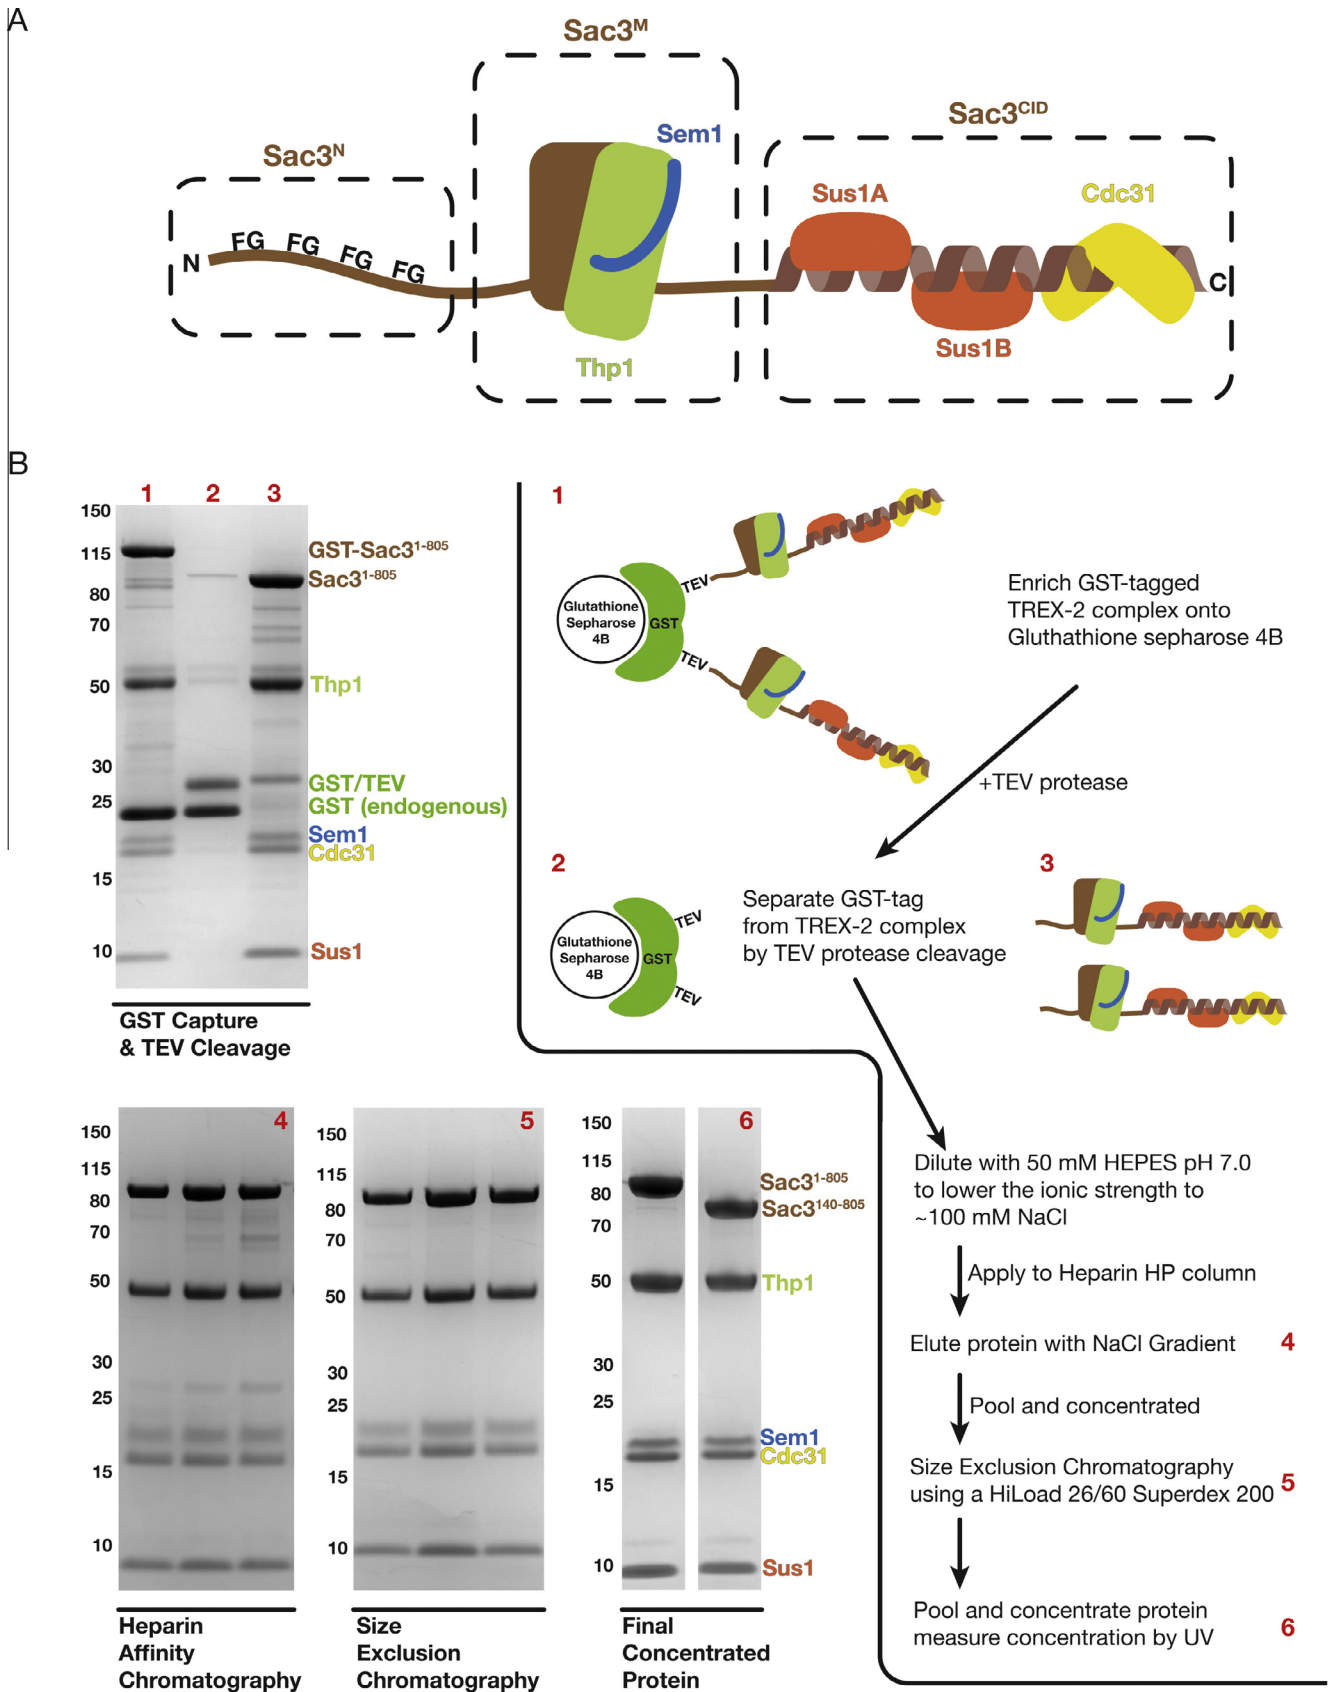 A
Sac3M
Sac3CID
Sac3N
Sem1
Sus1A
Cdc31
N
FG FG FG FG
C
Sus1B
Thp1
B
1 2 3
150
115
80
70
50
30
25
15
10
GST-Sac31-805
Sac31-805
Thp1
GST/TEV
GST (endogenous)
Sem1
Cdc31
Sus1
GST Capture
& TEV Cleavage
1
Glutathione
Sepharose
4B
GST
TEV
TEV
Enrich GST-tagged
TREX-2 complex onto
Gluthathione sepharose 4B
+TEV protease
2
Glutathione
Sepharose
4B
GST
TEV
TEV
Separate GST-tag
from TREX-2 complex
by TEV protease cleavage
3
4
150
115
80
70
50
30
25
15
10
Heparin
Affinity
Chromatography
5
150
115
80
70
50
30
25
15
10
Size
Exclusion
Chromatography
6
150
115
80
70
50
30
25
15
10
Sac31-805
Sac3140-805
Thp1
Sem1
Cdc31
Sus1
Final
Concentrated
Protein
Dilute with 50 mM HEPES pH 7.0
to lower the ionic strength to
~100 mM NaCl
Apply to Heparin HP column
Elute protein with NaCl Gradient 4
Pool and concentrated
Size Exclusion Chromatography
using a HiLoad 26/60 Superdex 200 5
Pool and concentrate protein
measure concentration by UV 6